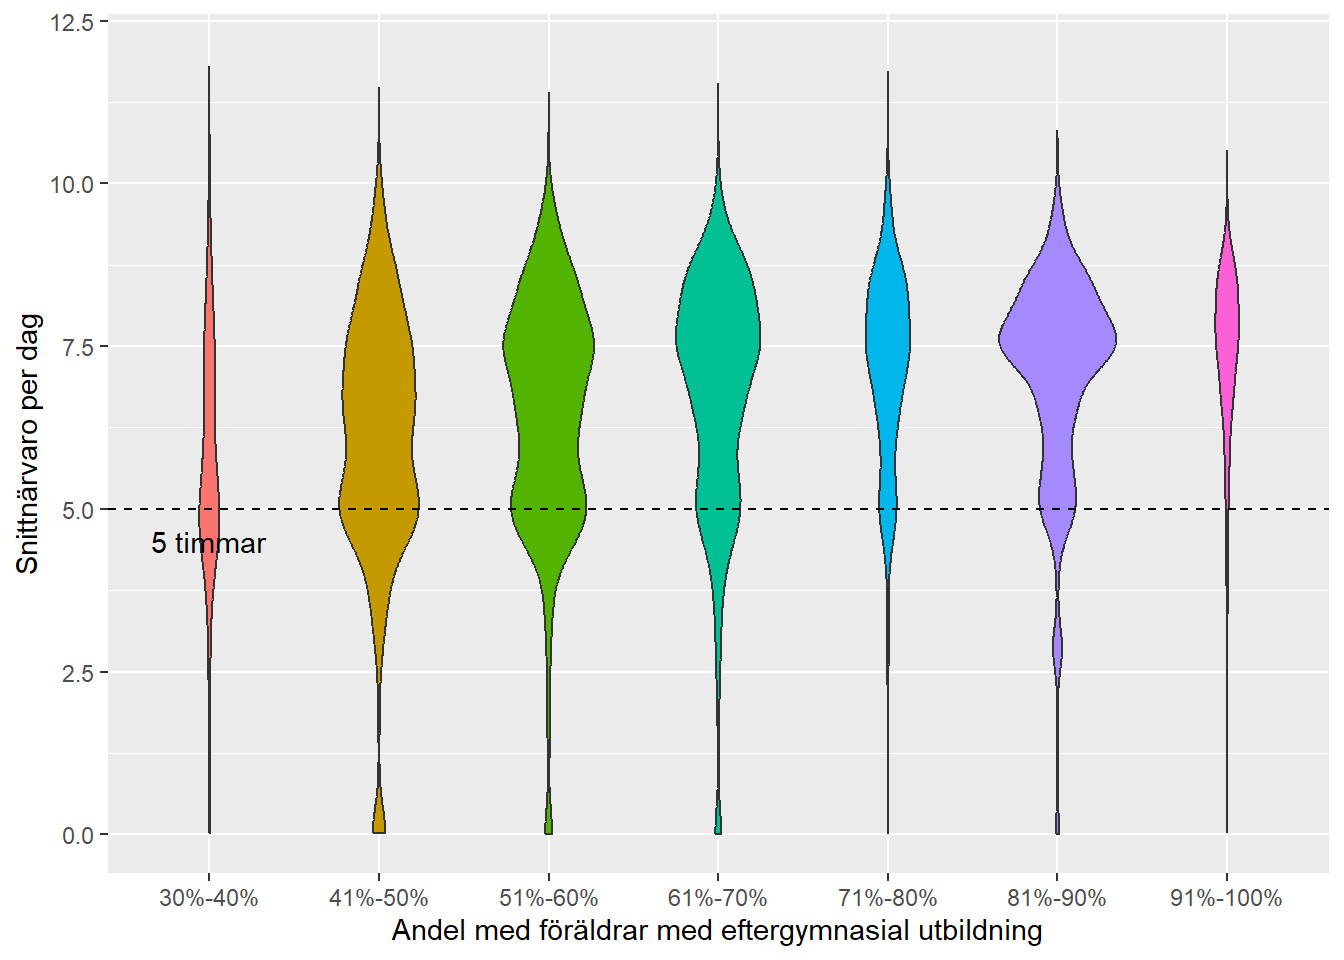 12.5
10.0
7.5
5.0
2.5
0.0
Snittnärvaro per dag
5 timmar
30%-40% 41%-50% 51%-60% 61%-70% 71%-80% 81%-90% 91%-100%
Andel med föräldrar med eftergymnasial utbildning